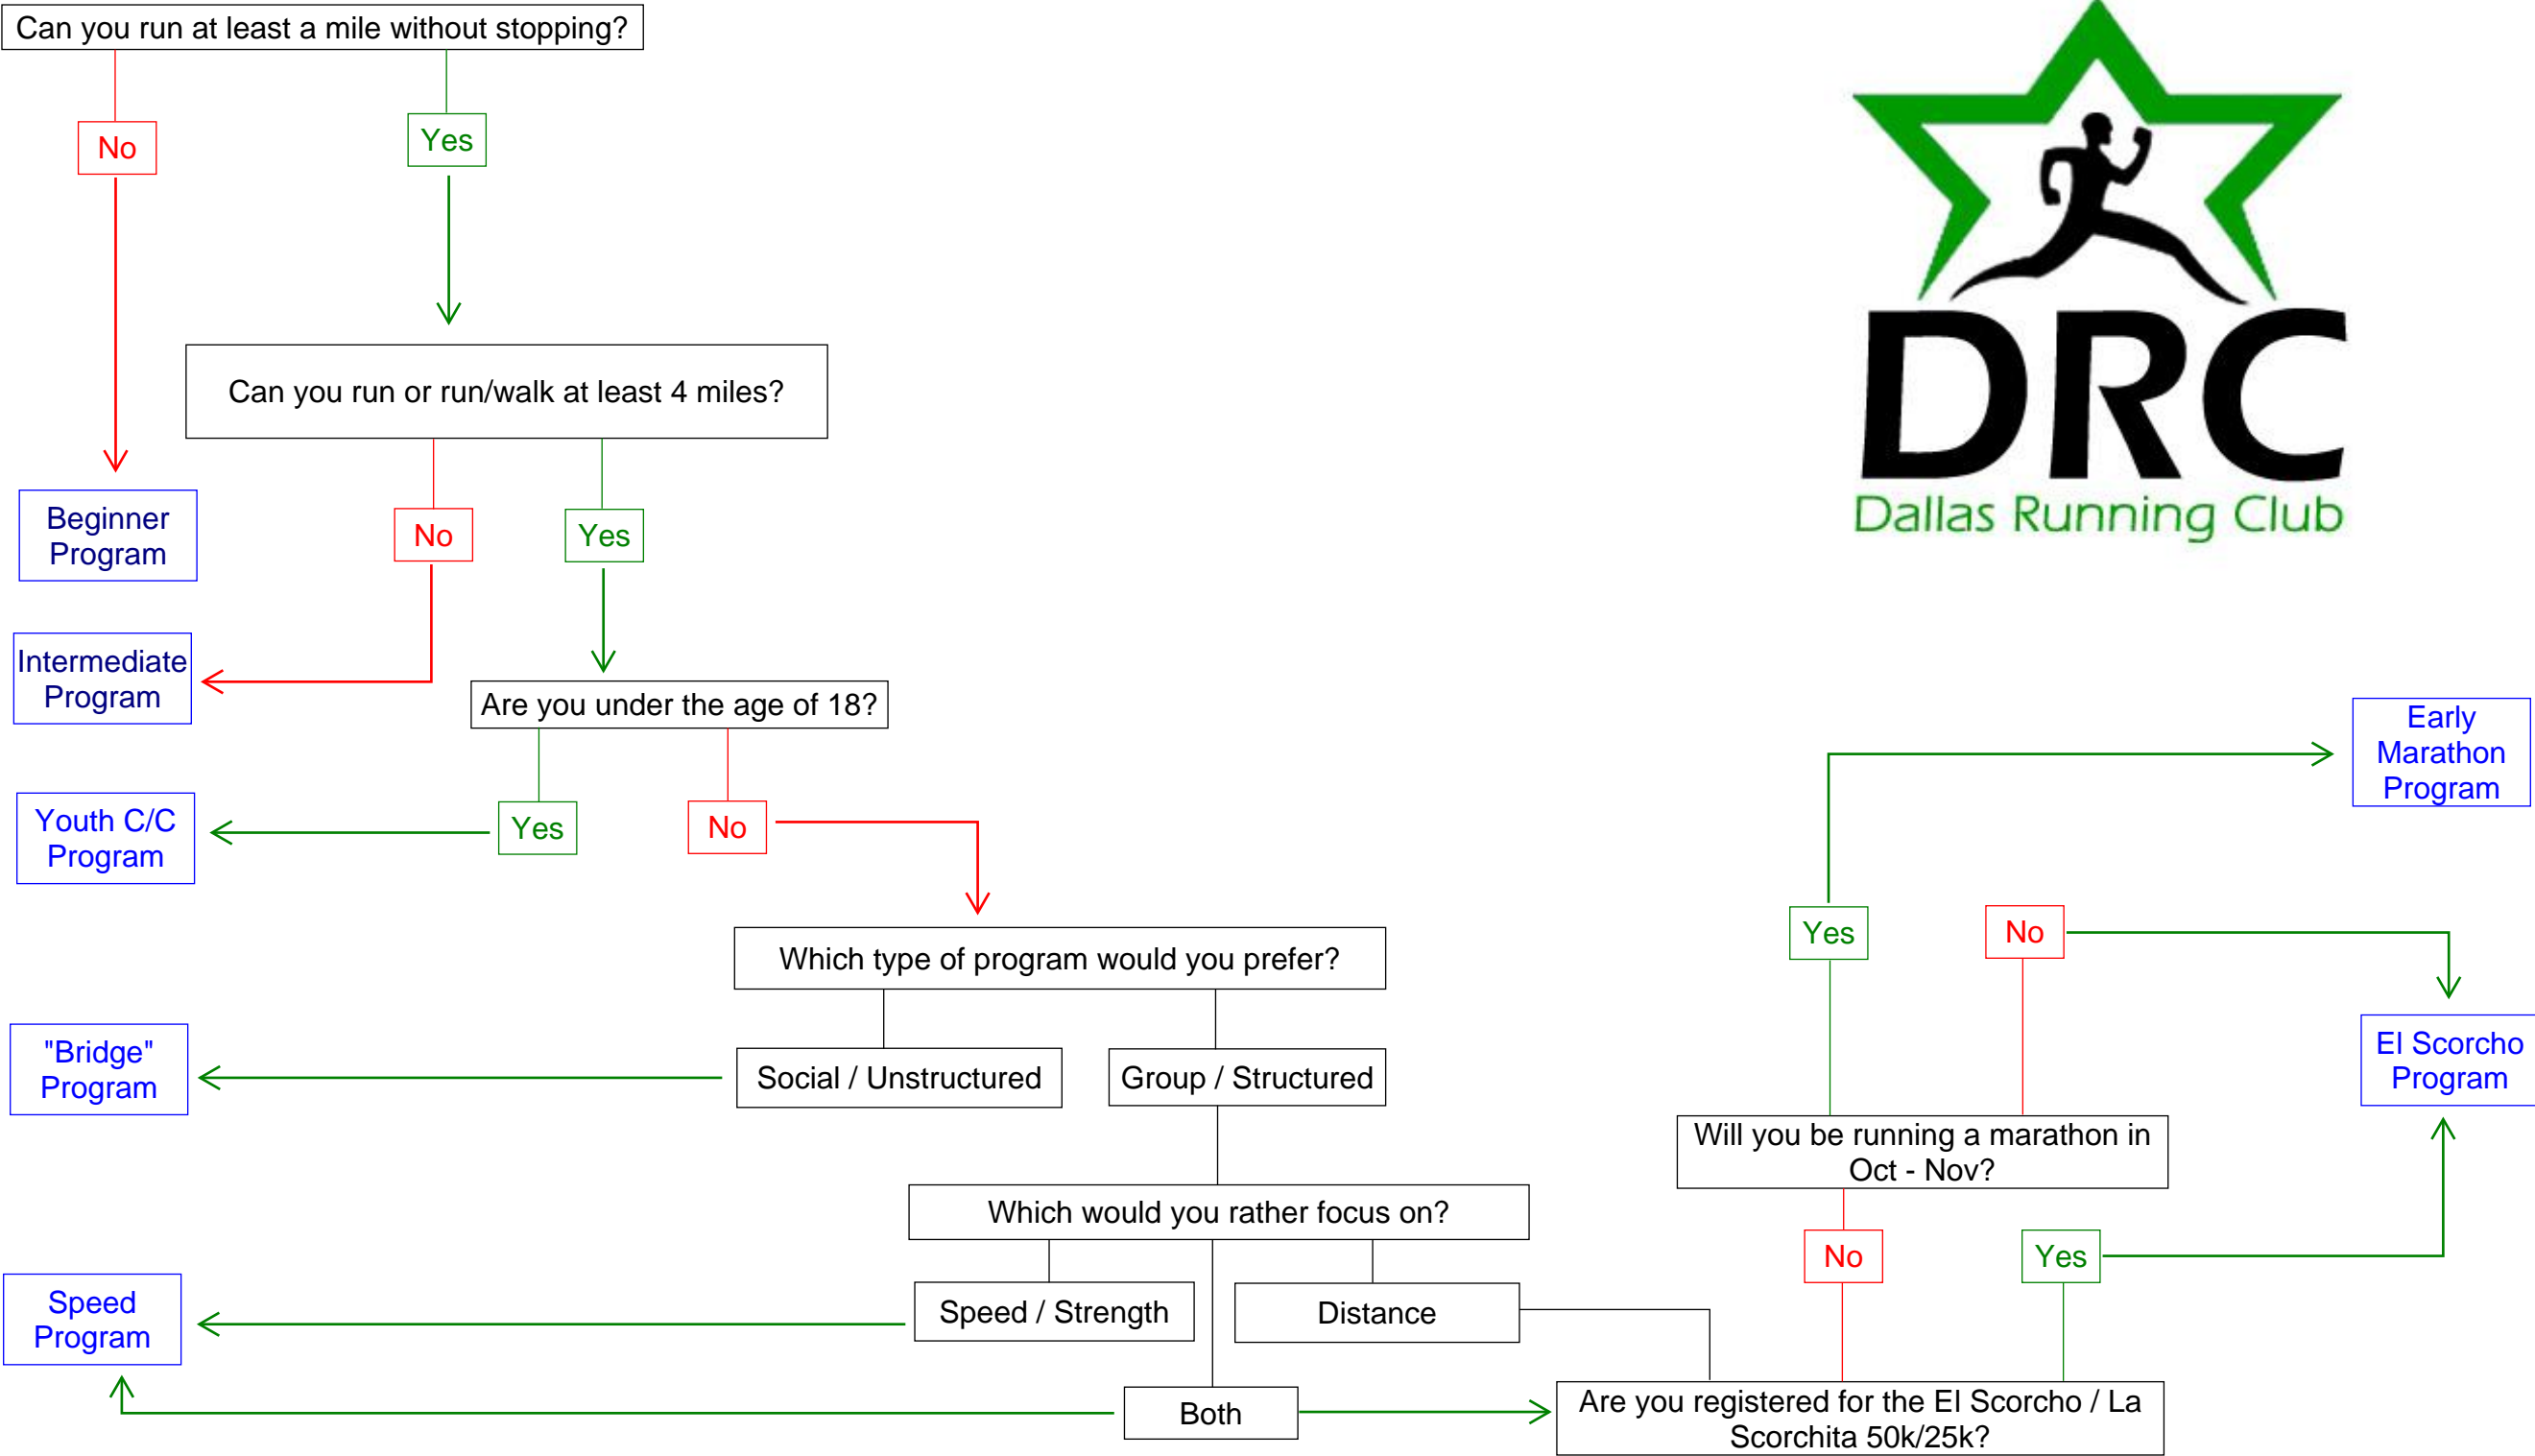 Can you run at least a mile without stopping?
No
Yes
DRC
Dallas Running Club
Can you run or run/walk at least 4 miles?
Beginner
Program
No
Yes
Intermediate
Program
Are you under the age of 18?
Early
Marathon
Program
Youth C/C
Program
Yes
No
Which type of program would you prefer?
Yes
No
"Bridge"
Program
Social / Unstructured
Group / Structured
El Scorcho
Program
Will you be running a marathon in
Oct - Nov?
Which would you rather focus on?
No
Yes
Speed
Program
Speed / Strength
Distance
Both
Are you registered for the El Scorcho / La
Scorchita 50k/25k?